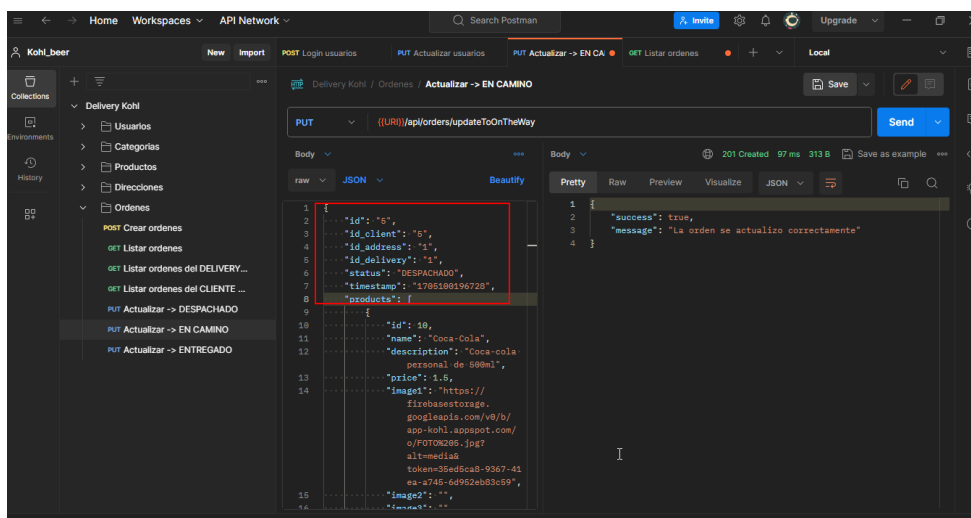 Home Workspaces API Network Search Postman Invite Upgrade
Kohl_beer New Import POST Login usuarios PUT Actualizar usuarios PUT Actualizar -> EN CA GET Listar ordenes Local
Collections
Environments
History
Delivery Kohl
Usuarios
Categorias
Productos
Direcciones
Ordenes
POST Crear ordenes
GET Listar ordenes
GET Listar ordenes del DELIVERY...
GET Listar ordenes del CLIENTE ...
PUT Actualizar -> DESPACHADO
PUT Actualizar -> EN CAMINO
PUT Actualizar -> ENTREGADO
Delivery Kohl / Ordenes / Actualizar -> EN CAMINO Save
PUT {{URI}}/api/orders/updateToOnTheWay Send
Body
raw JSON Beautify
1 {
2 "id": "5",
3 "id_client": "5",
4 "id_address": "1",
5 "id_delivery": "1",
6 "status": "DESPACHADO",
7 "timestamp": "1705100196728",
8 "products": [
9 {
10 "id": 10,
11 "name": "Coca-Cola",
12 "description": "Coca-cola
personal de 500ml",
13 "price": 1.5,
14 "image1": "https://
firebasestorage.
googleapis.com/v0/b/
app-kohl.appspot.com/
o/FOTO%205.jpg?
alt=media&
token=35ed5ca8-9367-41
ea-a745-6d952eb83c59",
15 "image2": "",
16 "image3": ""
Body 201 Created 97 ms 313 B Save as example
Pretty Raw Preview Visualize JSON
1 {
2 "success": true,
3 "message": "La orden se actualizo correctamente"
4 }